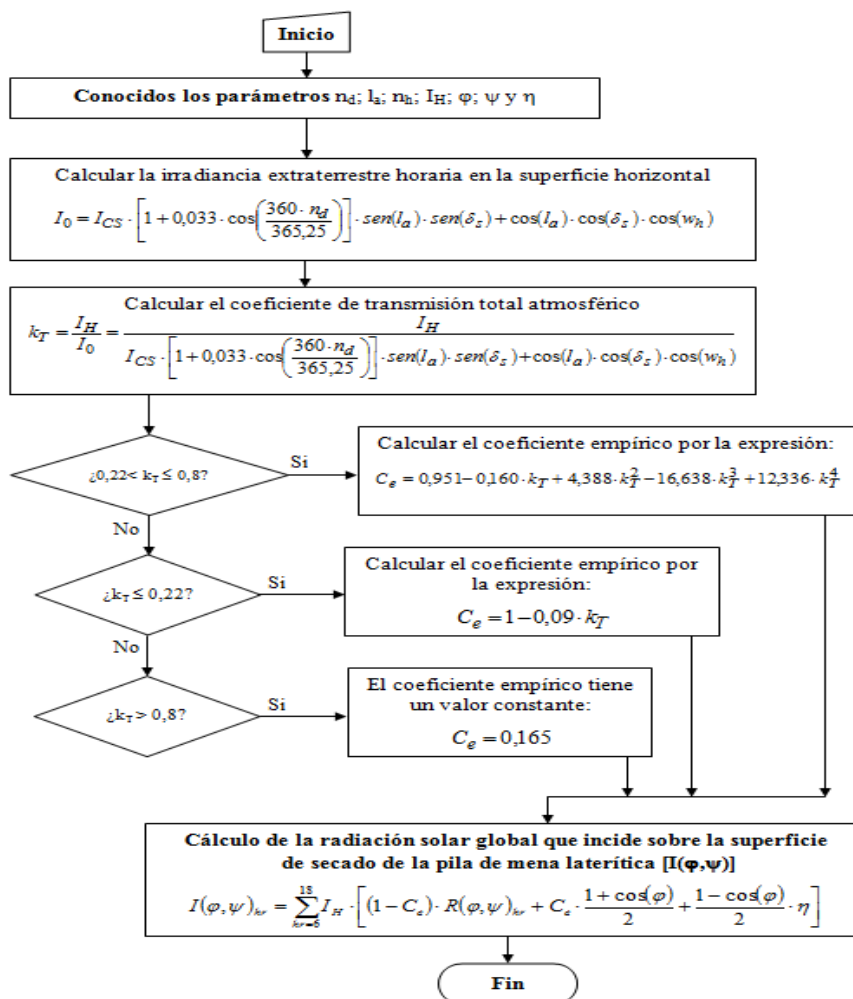 Inicio
Conocidos los parámetros n_d; l_a; n_h; I_H; φ; ψ y η
Calcular la irradiancia extraterrestre horaria en la superficie horizontal
I_0 = I_CS · [1 + 0,033 · cos(360 · n_d / 365,25)] · sen(l_a) · sen(δ_s) + cos(l_a) · cos(δ_s) · cos(w_h)
Calcular el coeficiente de transmisión total atmosférico
k_T = I_H / I_0 = I_H / I_CS · [1 + 0,033 · cos(360 · n_d / 365,25)] · sen(l_a) · sen(δ_s) + cos(l_a) · cos(δ_s) · cos(w_h)
¿0,22< k_T ≤ 0,8?
Si
Calcular el coeficiente empírico por la expresión:
C_e = 0,951 − 0,160 · k_T + 4,388 · k_T^2 − 16,638 · k_T^3 + 12,336 · k_T^4
No
¿k_T ≤ 0,22?
Si
Calcular el coeficiente empírico por
la expresión:
C_e = 1 − 0,09 · k_T
No
¿k_T > 0,8?
Si
El coeficiente empírico tiene
un valor constante:
C_e = 0,165
Cálculo de la radiación solar global que incide sobre la superficie
de secado de la pila de mena laterítica [I(φ,ψ)]
I(φ,ψ)_hr = ∑_{hr=6}^{18} I_H · [(1 − C_e) · R(φ,ψ)_hr + C_e · (1 + cos(φ)) / 2 + (1 − cos(φ)) / 2 · η]
Fin